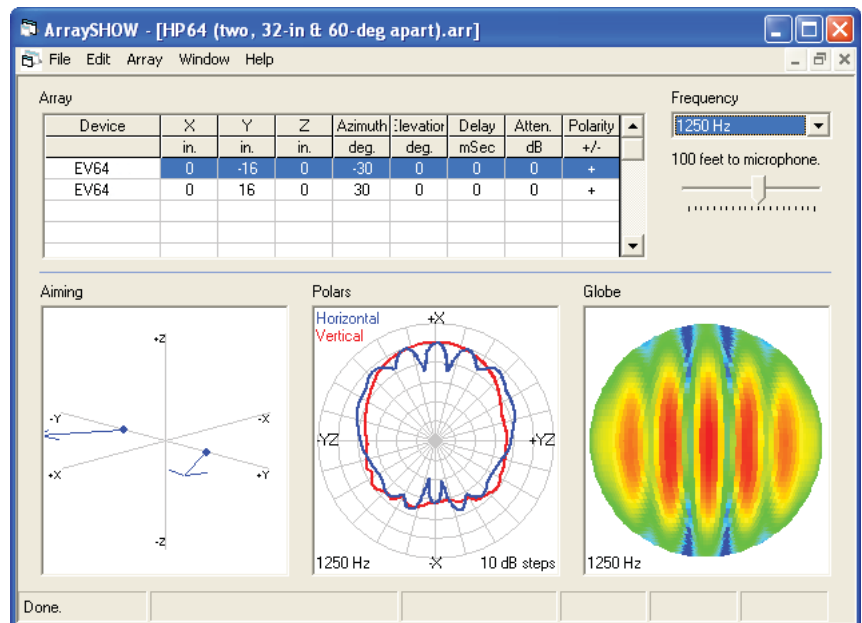 ArraySHOW - [HP64 (two, 32-in & 60-deg apart).arr]
File Edit Array Window Help
Array
Device X Y Z Azimuth Elevation Delay Atten. Polarity
in. in. in. deg. deg. mSec dB +/-
EV64 0 -16 0 -30 0 0 0 +
EV64 0 16 0 30 0 0 0 +
Frequency
1250 Hz
100 feet to microphone.
Aiming
+Z
-Y
-X
+X
+Y
-Z
Polars
Horizontal
Vertical
+X
-YZ
+YZ
-X
1250 Hz
10 dB steps
Globe
1250 Hz
Done.